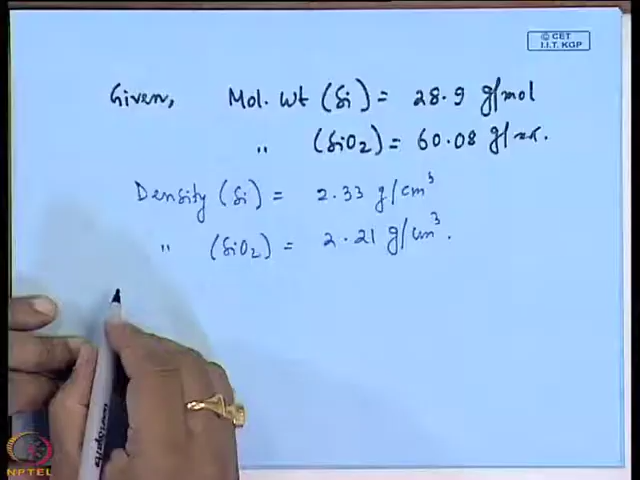 © CET
I.I.T. KGP
Given, Mol. Wt (Si) = 28.9 g/mol
" (SiO₂) = 60.08 g/
Density (Si) = 2.33 g/cm³
" (SiO₂) = 2.21 g/cm³.
NPTEL